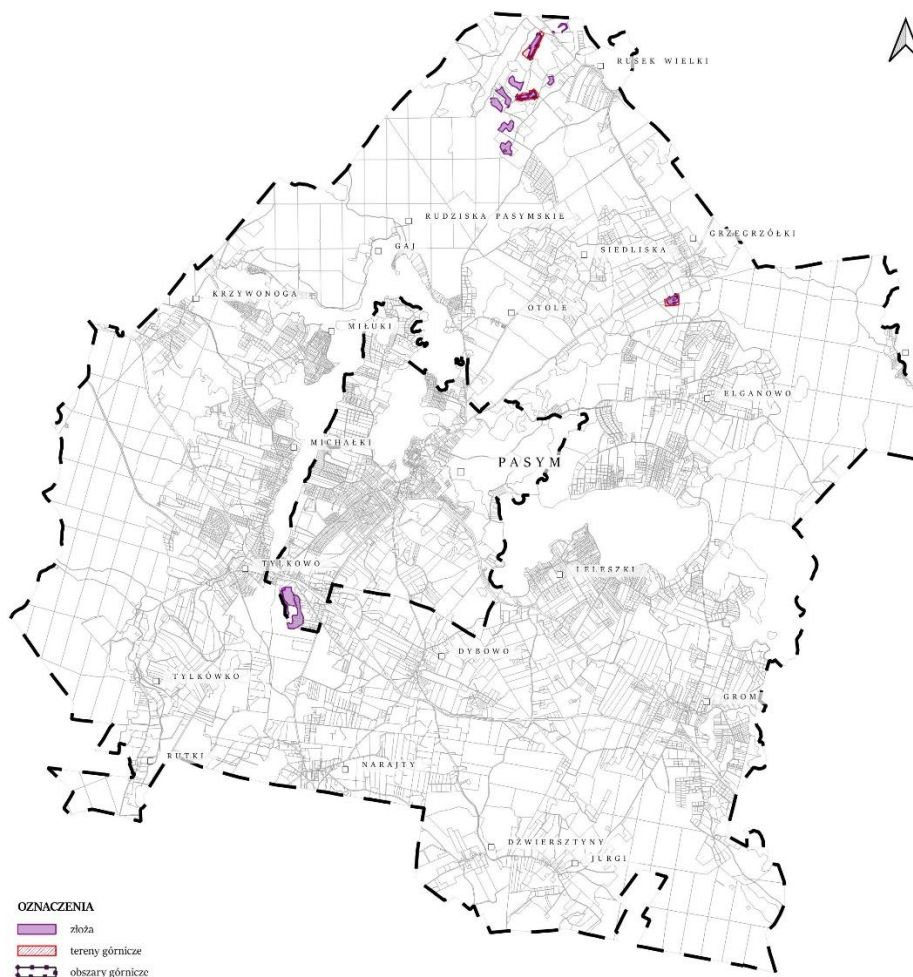 RUSEK WIELKI
RUDZISKA PASYMSKIE
GRZEGRZÓŁKI
GAJ
SIEDLISKA
KRZYWONOGA
OTOLE
MIŁUKI
ELGANOWO
MICHAŁKI
PASYM
TYLKOWO
LELESZKI
DYBOWO
TYLKÓWKO
GROM
RUTKI
NARAJTY
DŹWIERSZTYNY
JURGI
OZNACZENIA
złoża
tereny górnicze
obszary górnicze